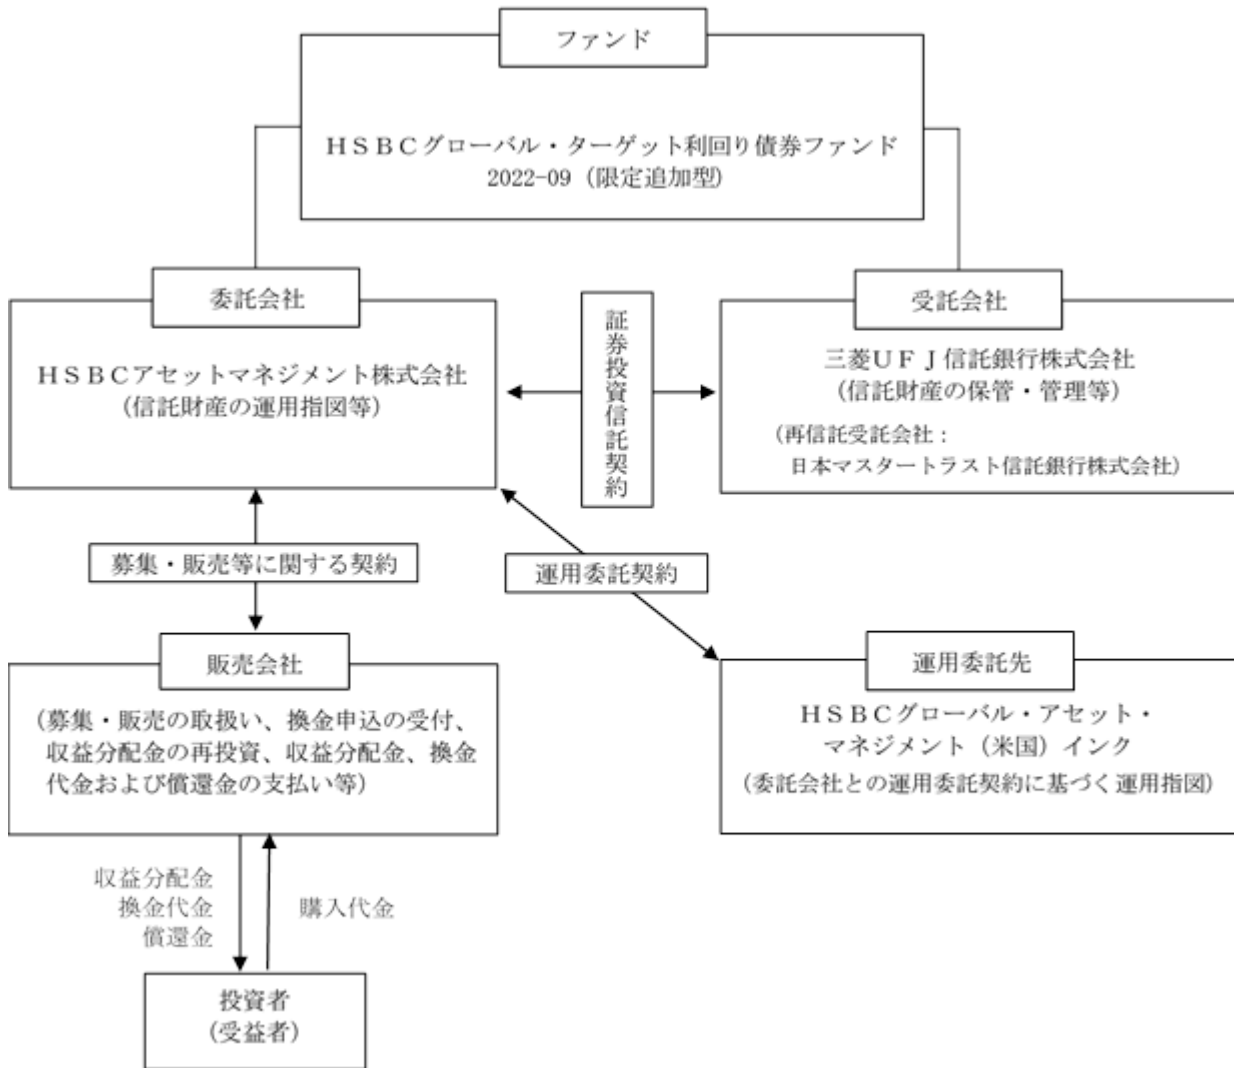 ファンド
ＨＳＢＣグローバル・ターゲット利回り債券ファンド
2022-09（限定追加型）
委託会社
ＨＳＢＣアセットマネジメント株式会社
（信託財産の運用指図等）
証券投資信託契約
受託会社
三菱ＵＦＪ信託銀行株式会社
（信託財産の保管・管理等）
（再信託受託会社：
日本マスタートラスト信託銀行株式会社）
募集・販売等に関する契約
運用委託契約
販売会社
（募集・販売の取扱い、換金申込の受付、
収益分配金の再投資、収益分配金、換金
代金および償還金の支払い等）
運用委託先
ＨＳＢＣグローバル・アセット・
マネジメント（米国）インク
（委託会社との運用委託契約に基づく運用指図）
収益分配金
換金代金
償還金
購入代金
投資者
（受益者）